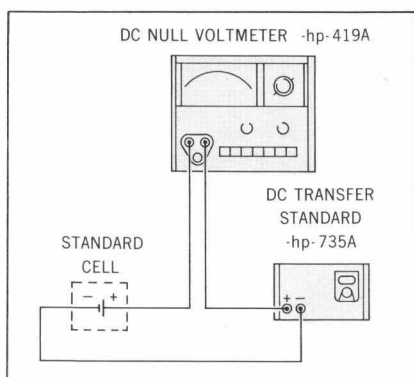 DC NULL VOLTMETER -hp-419A
DC TRANSFER
STANDARD
-hp-735A
STANDARD
CELL
- +
+ -